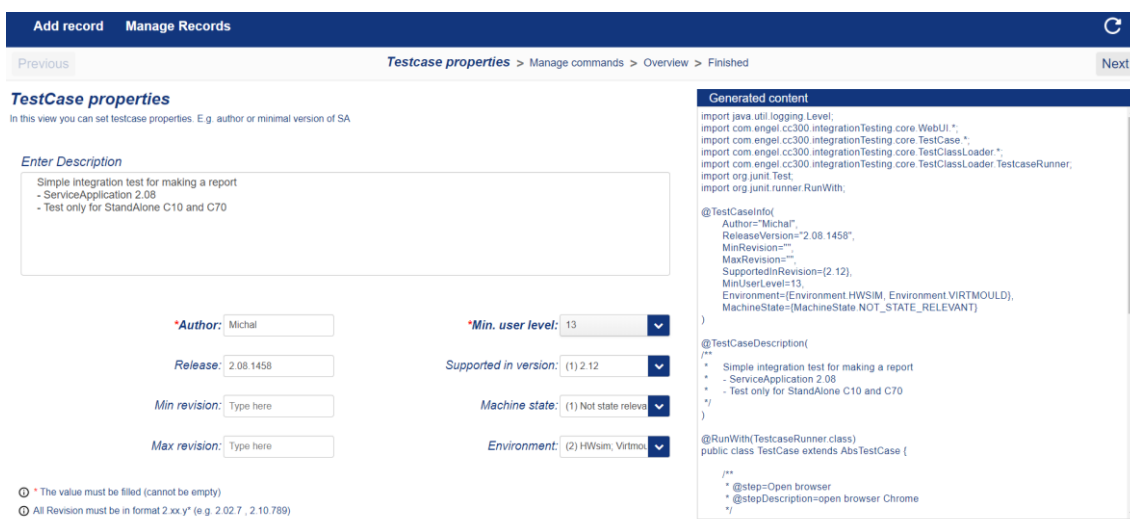 Add record Manage Records
Previous Testcase properties > Manage commands > Overview > Finished Next
TestCase properties
In this view you can set testcase properties. E.g. author or minimal version of SA
Enter Description
Simple integration test for making a report
- ServiceApplication 2.08
- Test only for StandAlone C10 and C70
*Author: Michal *Min. user level: 13
Release: 2.08.1458 Supported in version: (1) 2.12
Min revision: Type here Machine state: (1) Not state releva
Max revision: Type here Environment: (2) HWsim; Virtmou
* The value must be filled (cannot be empty)
All Revision must be in format 2.xx.y* (e.g. 2.02.7 , 2.10.789)
Generated content
import java.util.logging.Level;
import com.engel.cc300.integrationTesting.core.WebUI.*;
import com.engel.cc300.integrationTesting.core.TestCase.*;
import com.engel.cc300.integrationTesting.core.TestClassLoader.*;
import com.engel.cc300.integrationTesting.core.TestClassLoader.TestcaseRunner;
import org.junit.Test;
import org.junit.runner.RunWith;
@TestCaseInfo(
Author="Michal",
ReleaseVersion="2.08.1458",
MinRevision="",
MaxRevision="",
SupportedInRevision={2.12},
MinUserLevel=13,
Environment={Environment.HWSIM, Environment.VIRTMOULD},
MachineState={MachineState.NOT_STATE_RELEVANT}
)
@TestCaseDescription(
/**
* Simple integration test for making a report
* - ServiceApplication 2.08
* - Test only for StandAlone C10 and C70
*/
)
@RunWith(TestcaseRunner.class)
public class TestCase extends AbsTestCase {
/**
* @step=Open browser
* @stepDescription=open browser Chrome
*/